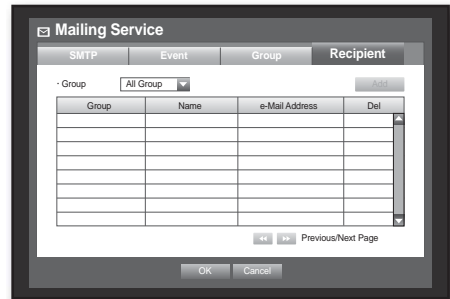 Mailing Service
SMTP Event Group Recipient
· Group All Group Add
Group Name e-Mail Address Del
Previous/Next Page
OK Cancel